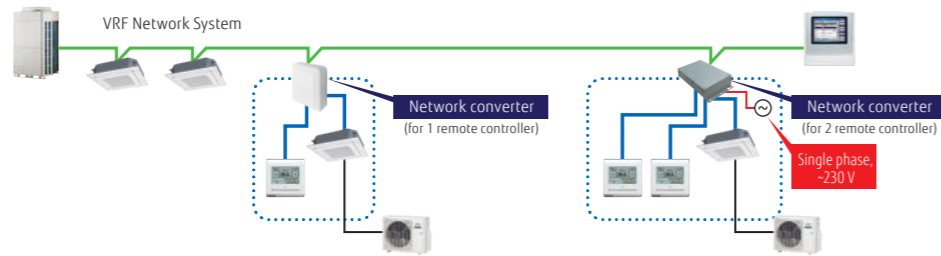 VRF Network System
Network converter
(for 1 remote controller)
Network converter
(for 2 remote controller)
Single phase,
~230 V